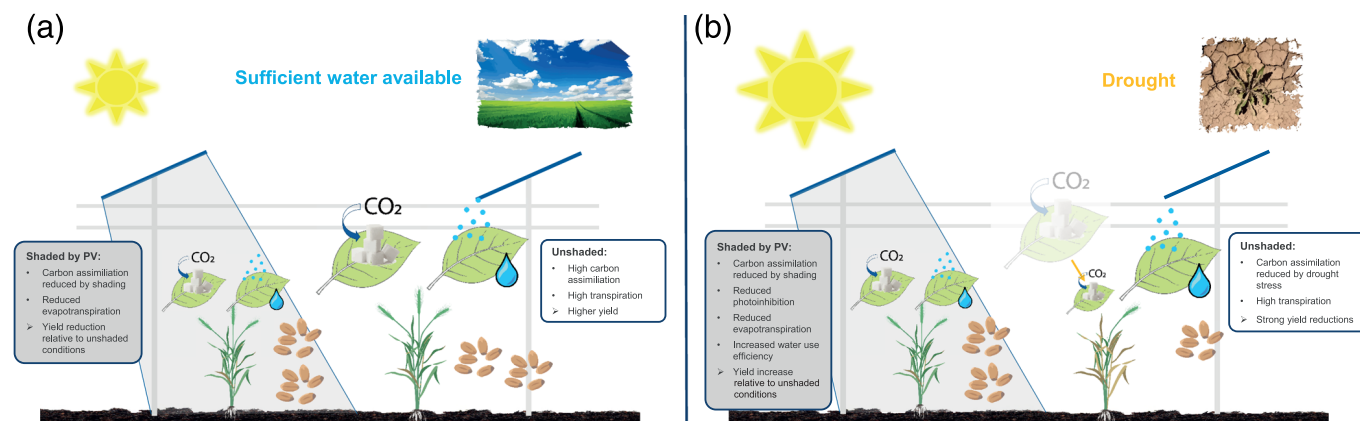 (a)
Sufficient water available
CO₂
Shaded by PV:
• Carbon assimiliation
reduced by shading
• Reduced
evapotranspiration
➢ Yield reduction
relative to unshaded
conditions
CO₂
Unshaded:
• High carbon
assimiliation
• High transpiration
➢ Higher yield
(b)
Drought
CO₂
Shaded by PV:
• Carbon assimilation
reduced by shading
• Reduced
photoinhibition
• Reduced
evapotranspiration
• Increased water use
efficiency
➢ Yield increase
relative to unshaded
conditions
CO₂
CO₂
Unshaded:
• Carbon assimilation
reduced by drought
stress
• High transpiration
➢ Strong yield reductions